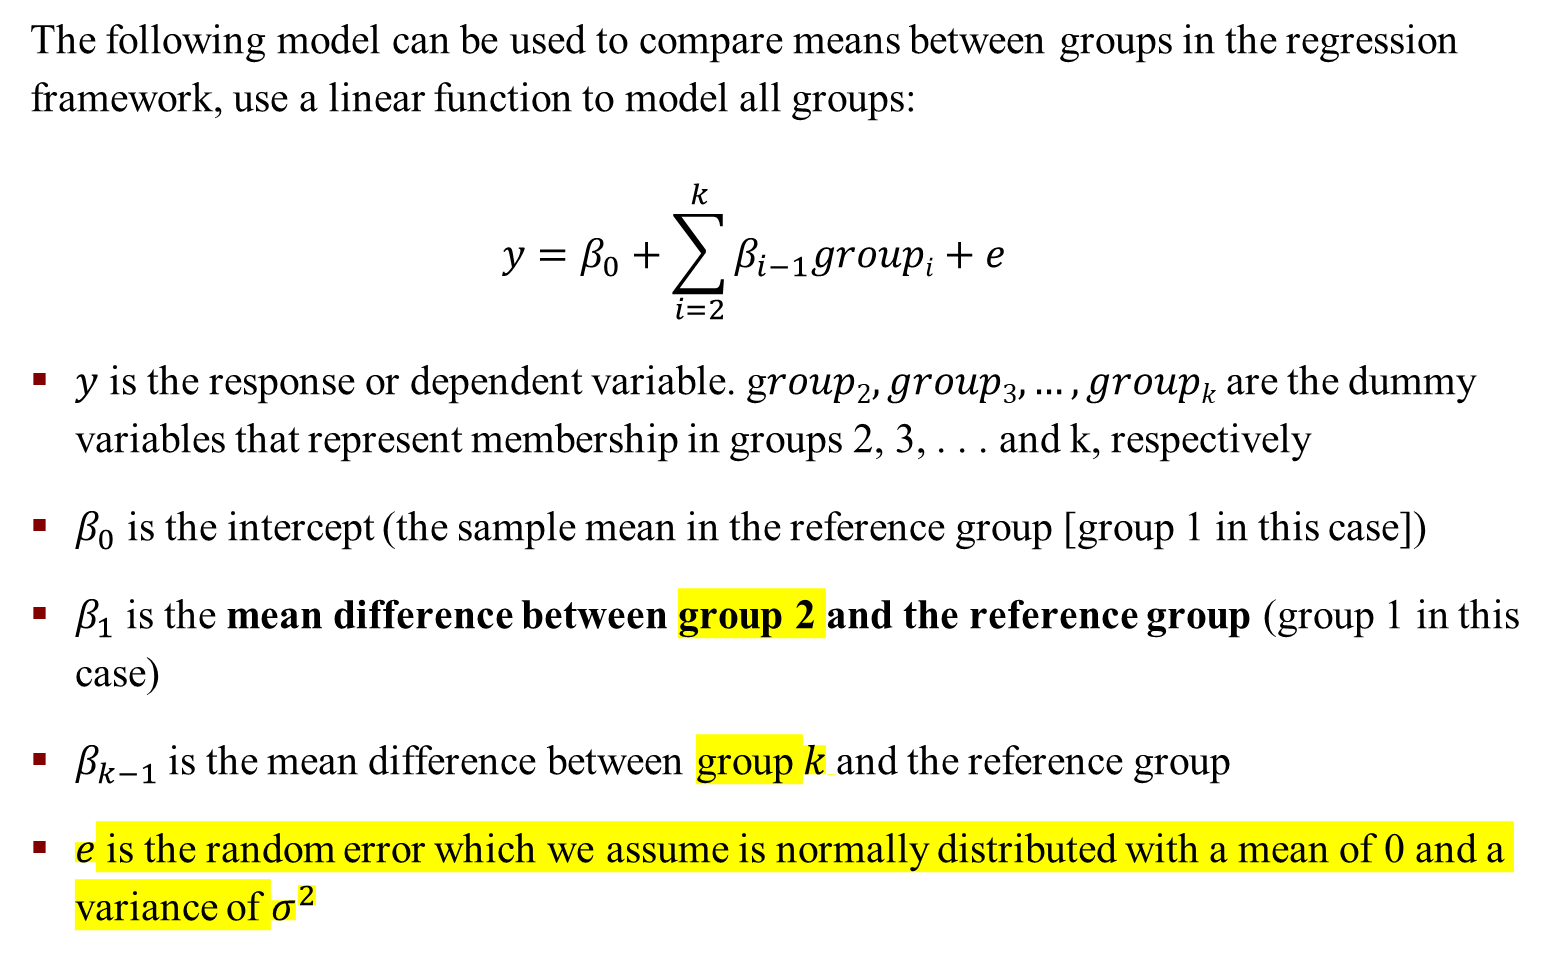 The following model can be used to compare means between groups in the regression
framework, use a linear function to model all groups:
k
y = β₀ + ∑ βᵢ₋₁groupᵢ + e
i=2
▪ y is the response or dependent variable. group₂, group₃, … , groupₖ are the dummy
variables that represent membership in groups 2, 3, . . . and k, respectively
▪ β₀ is the intercept (the sample mean in the reference group [group 1 in this case])
▪ β₁ is the mean difference between group 2 and the reference group (group 1 in this
case)
▪ βₖ₋₁ is the mean difference between group k and the reference group
▪ e is the random error which we assume is normally distributed with a mean of 0 and a
variance of σ²